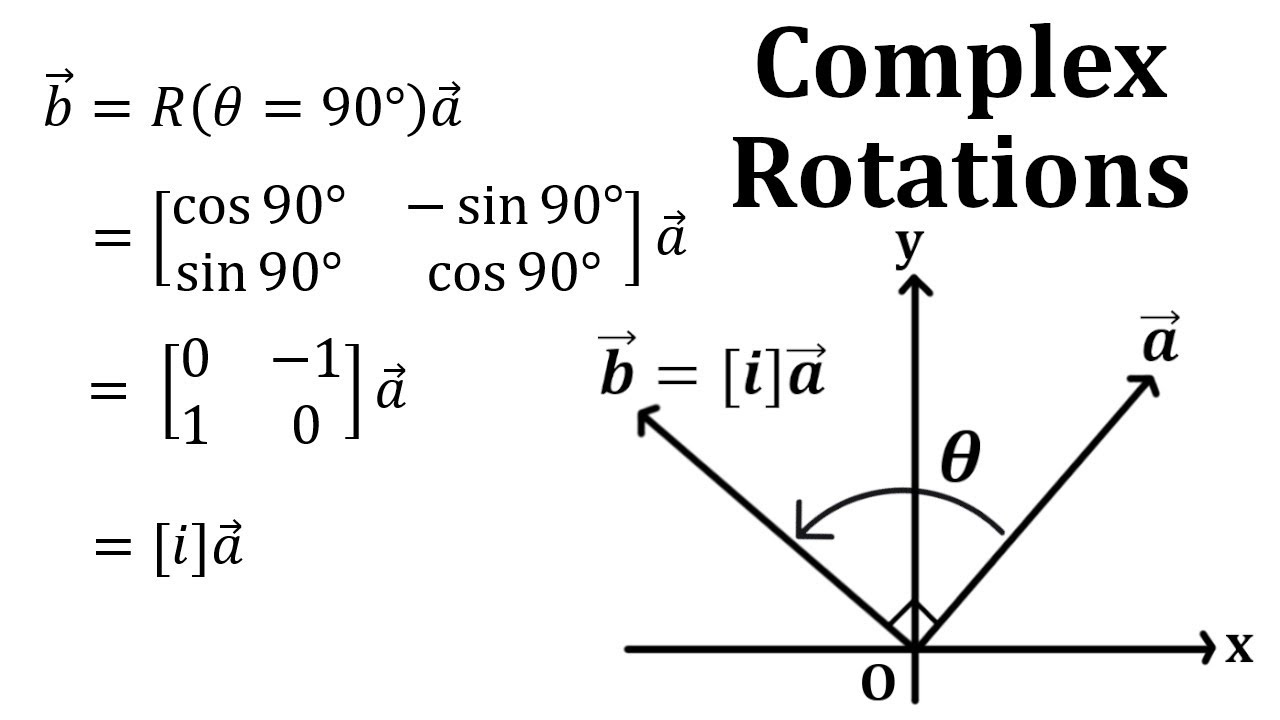 Complex
Rotations
b⃗ = R(θ = 90°)a⃗
= [cos 90° − sin 90°
sin 90° cos 90°] a⃗
= [0 −1
1 0] a⃗
= [i]a⃗
y
a⃗
b⃗ = [i]a⃗
θ
x
O